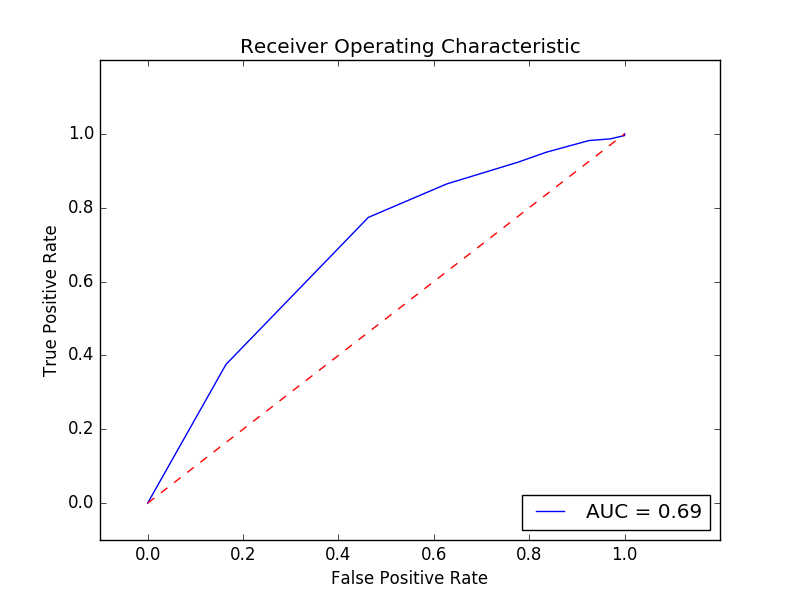 Receiver Operating Characteristic
True Positive Rate
1.0
0.8
0.6
0.4
0.2
0.0
AUC = 0.69
0.0 0.2 0.4 0.6 0.8 1.0
False Positive Rate